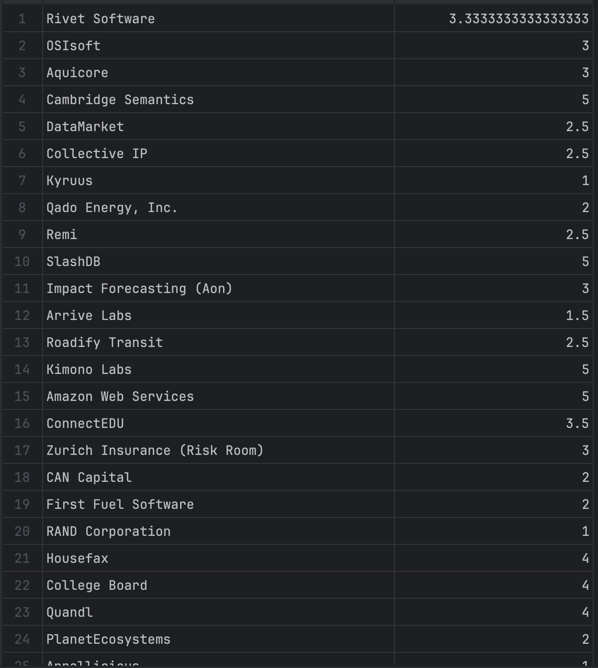 1 Rivet Software 3.3333333333333333
2 OSIsoft 3
3 Aquicore 3
4 Cambridge Semantics 5
5 DataMarket 2.5
6 Collective IP 2.5
7 Kyruus 1
8 Qado Energy, Inc. 2
9 Remi 2.5
10 SlashDB 5
11 Impact Forecasting (Aon) 3
12 Arrive Labs 1.5
13 Roadify Transit 2.5
14 Kimono Labs 5
15 Amazon Web Services 5
16 ConnectEDU 3.5
17 Zurich Insurance (Risk Room) 3
18 CAN Capital 2
19 First Fuel Software 2
20 RAND Corporation 1
21 Housefax 4
22 College Board 4
23 Quandl 4
24 PlanetEcosystems 2
25 Appallicious 1